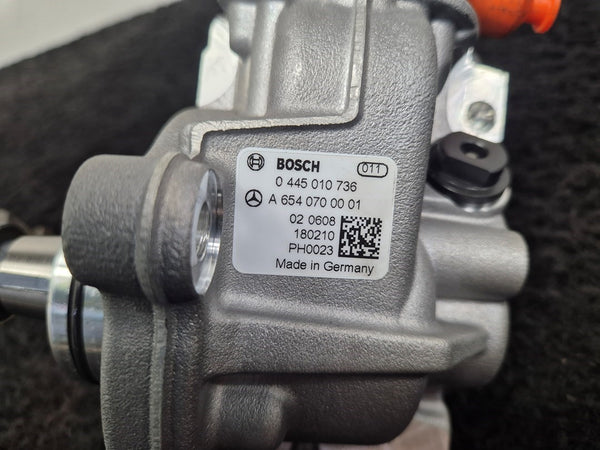 BOSCH 011
0 445 010 736
A 654 070 00 01
02 0608
180210
PH0023
Made in Germany